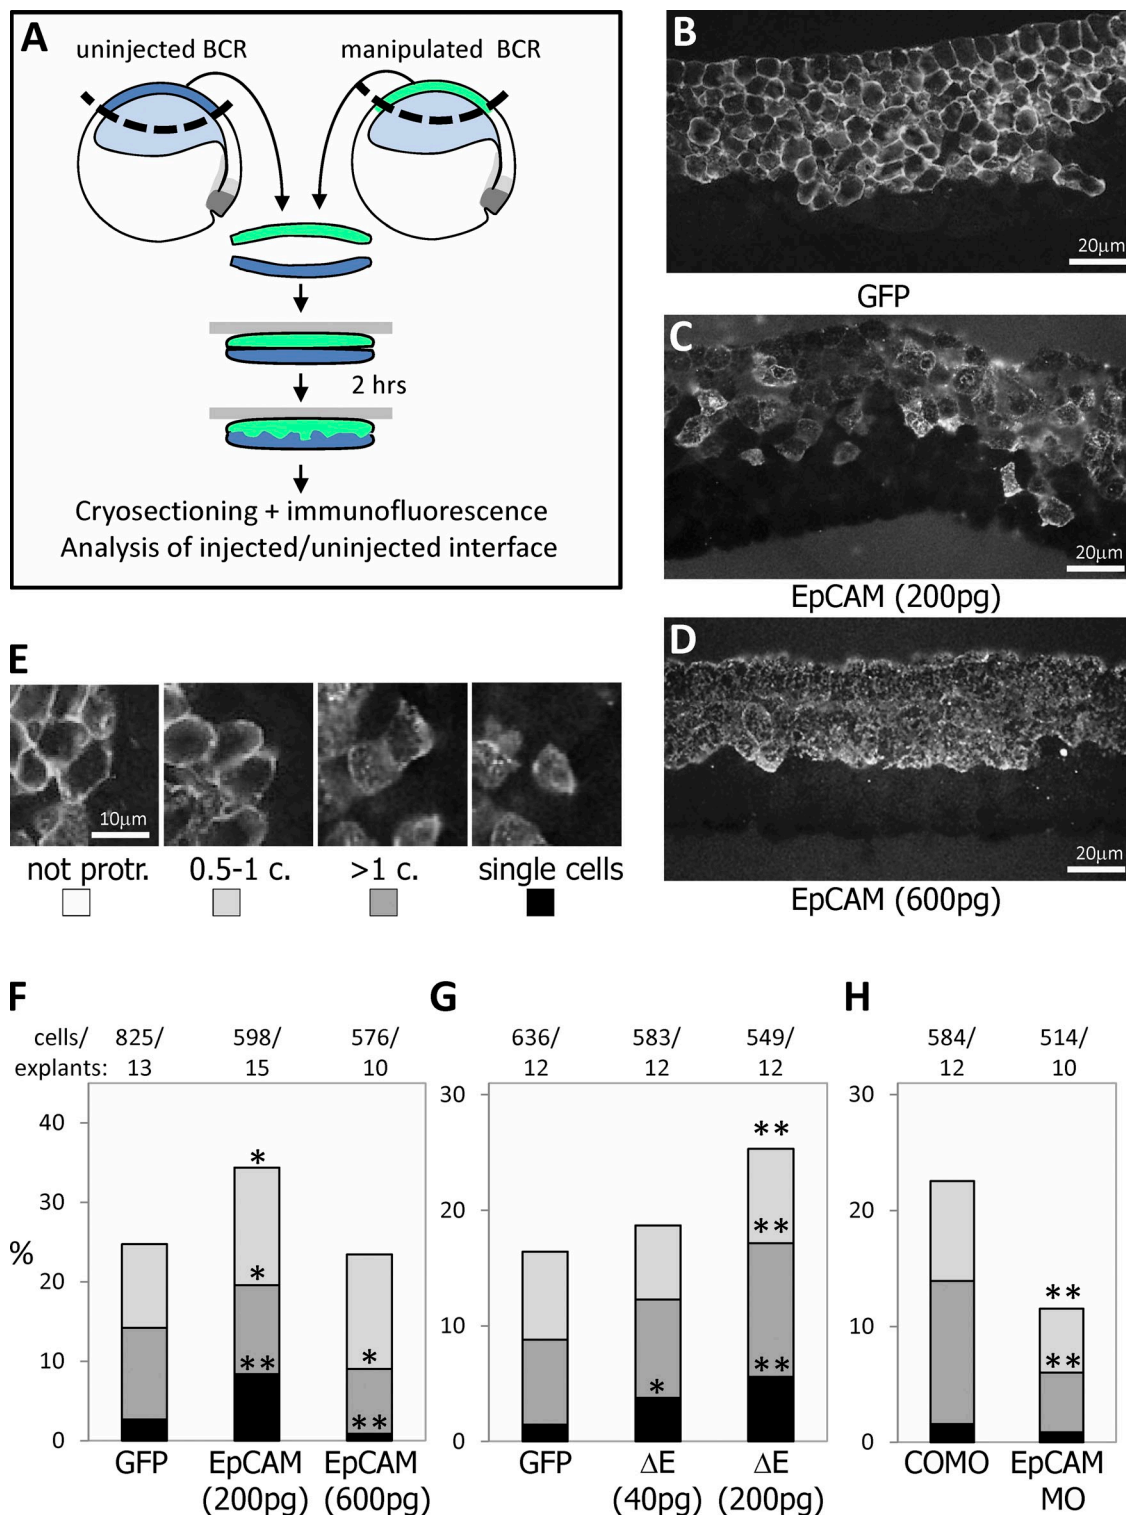 A
uninjected BCR
manipulated BCR
2 hrs
Cryosectioning + immunofluorescence
Analysis of injected/uninjected interface
B
20µm
GFP
C
20µm
EpCAM (200pg)
D
20µm
EpCAM (600pg)
E
10µm
not protr.
0.5-1 c.
>1 c.
single cells
F
cells/ 825/ 598/ 576/
explants: 13 15 10
40
30
%
20
10
0
* * **
* **
GFP EpCAM EpCAM
(200pg) (600pg)
G
636/ 583/ 549/
12 12 12
30
20
10
0
* ** ** **
GFP ΔE ΔE
(40pg) (200pg)
H
584/ 514/
12 10
30
20
10
0
** **
COMO EpCAM
MO